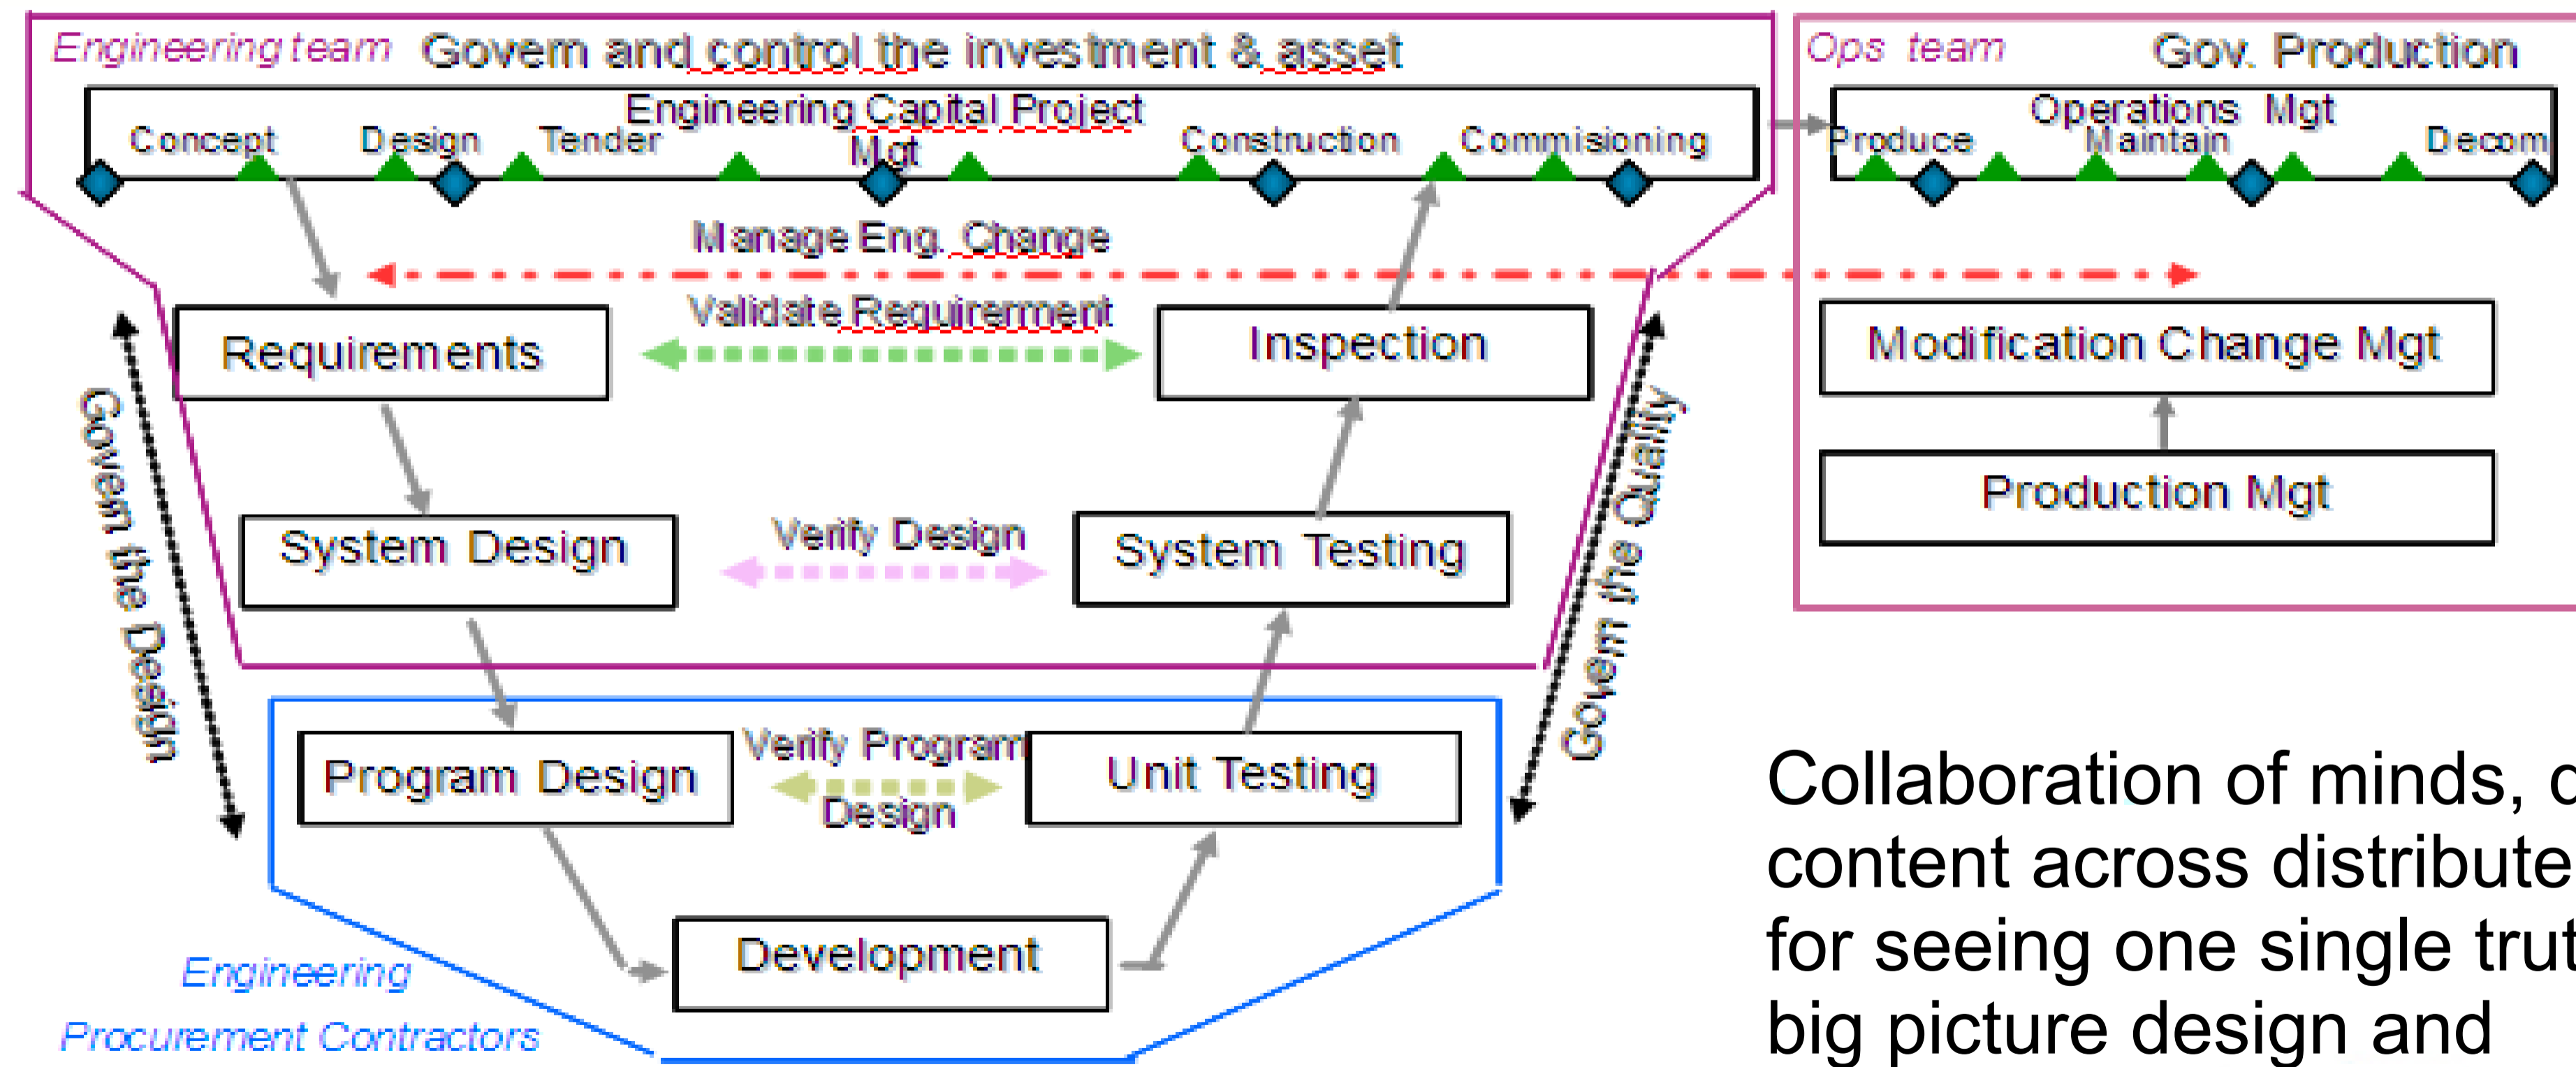 Engineering team
Govern and control the investment & asset
Engineering Capital Project
Mgt
Concept
Design
Tender
Construction
Commisioning
Ops team
Gov. Production
Operations Mgt
Produce
Maintain
Decom
Manage Eng. Change
Validate Requirement
Requirements
Inspection
Modification Change Mgt
Production Mgt
Govern the Design
Govern the Quality
System Design
Verify Design
System Testing
Program Design
Verify Program
Design
Unit Testing
Development
Engineering
Procurement Contractors
Collaboration of minds,
content across
for seeing one single
big picture design and